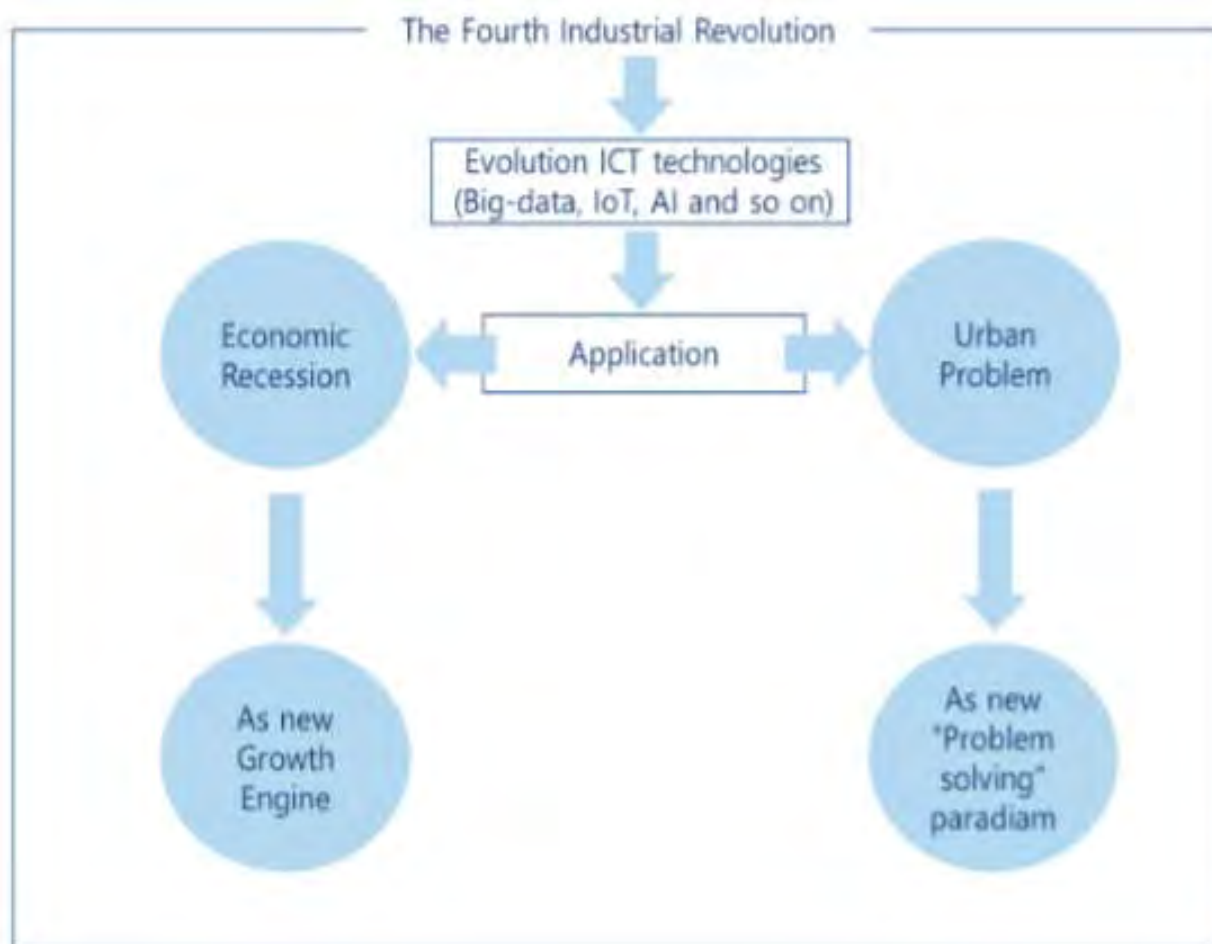 The Fourth Industrial Revolution
Evolution ICT technologies
(Big-data, IoT, AI and so on)
Economic
Recession
Application
Urban
Problem
As new
Growth
Engine
As new
"Problem
solving"
paradiam